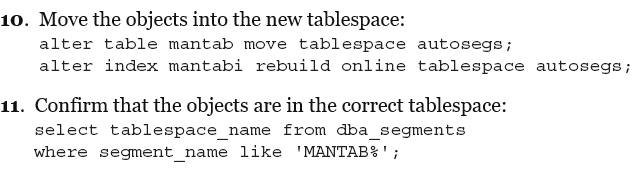 10. Move the objects into the new tablespace:
alter table mantab move tablespace autosegs;
alter index mantabi rebuild online tablespace autosegs;
11. Confirm that the objects are in the correct tablespace:
select tablespace_name from dba_segments
where segment_name like 'MANTAB%';